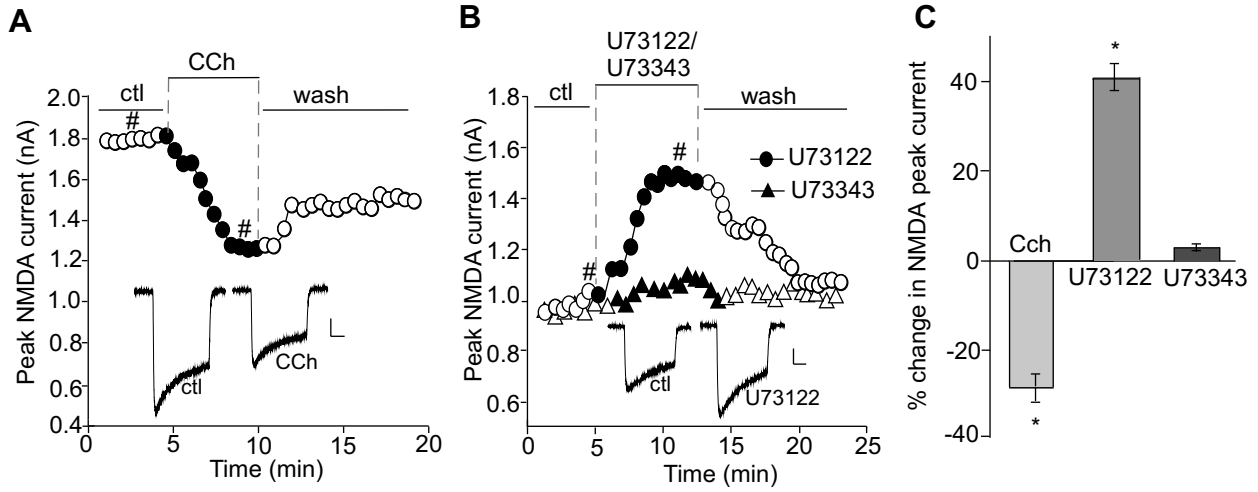 A
CCh
ctl
wash
#
#
Peak NMDA current (nA)
2.0
1.8
1.6
1.4
1.2
1.0
0.8
0.6
0.4
ctl
CCh
0
5
10
15
20
Time (min)
B
U73122/
U73343
ctl
wash
#
#
U73122
U73343
Peak NMDA current (nA)
1.8
1.6
1.4
1.2
1.0
0.8
0.6
ctl
U73122
0
5
10
15
20
25
Time (min)
C
% change in NMDA peak current
40
20
0
-20
-40
Cch
*
U73122
*
U73343